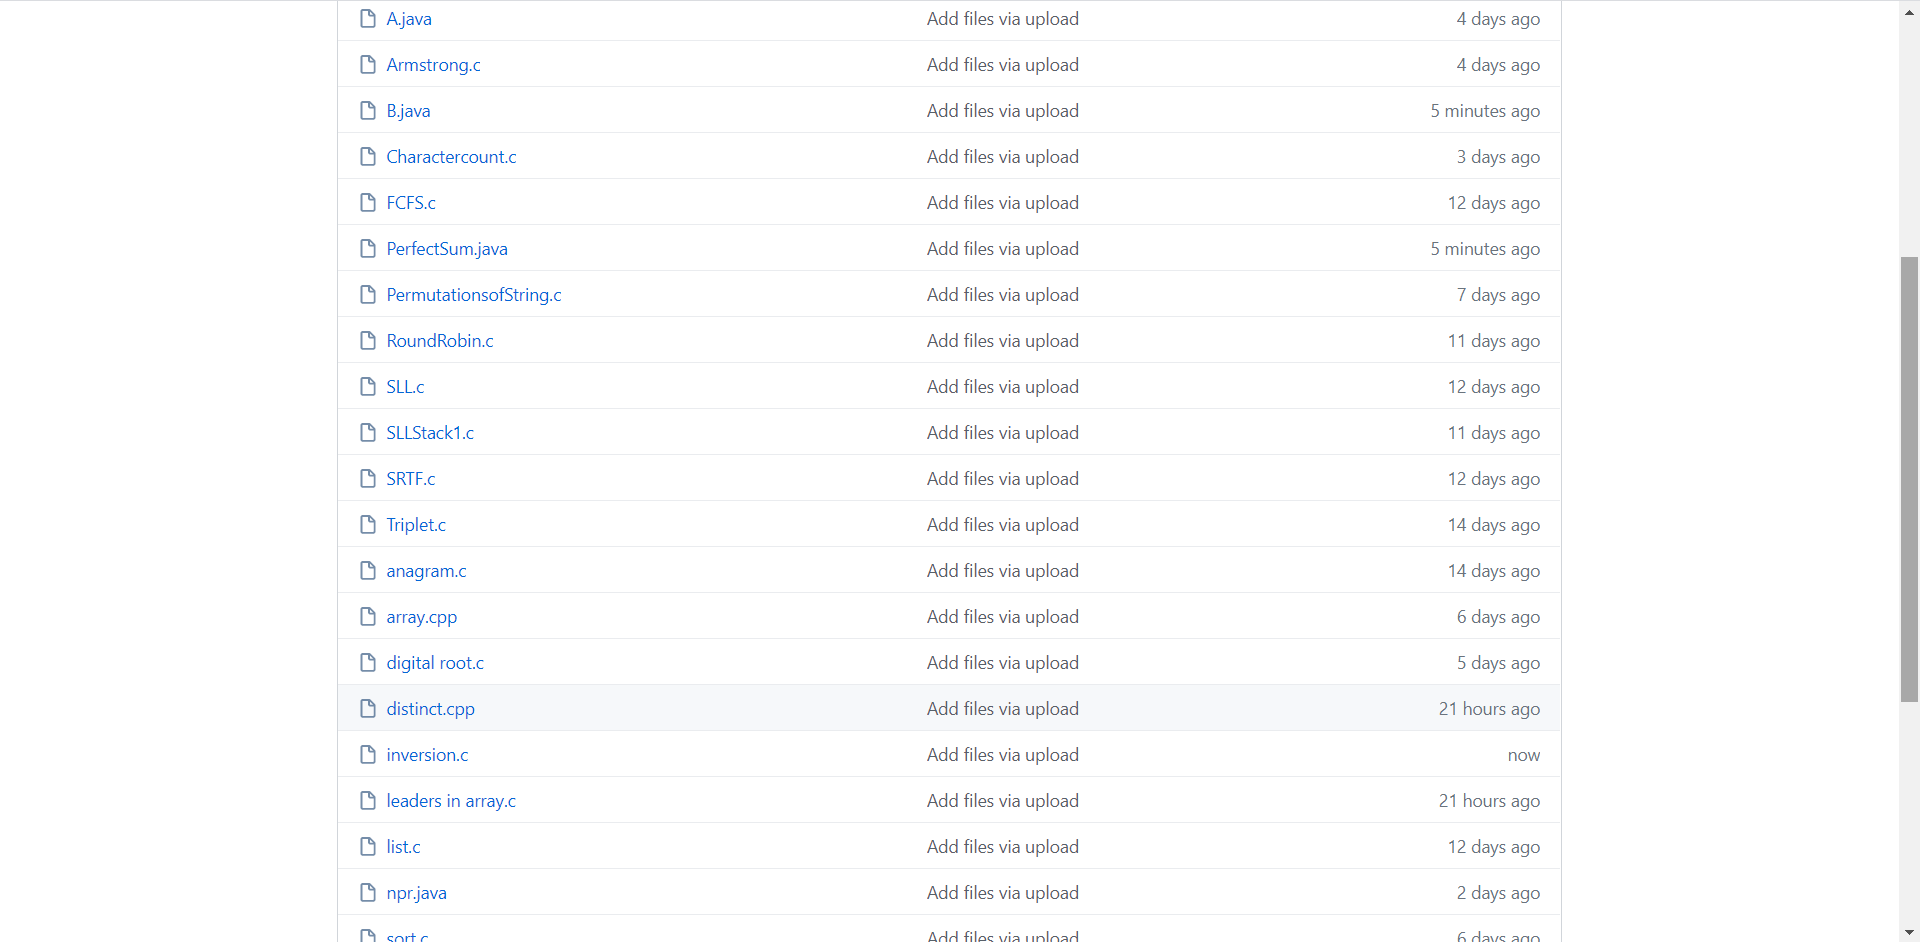 A.java Add files via upload 4 days ago
Armstrong.c Add files via upload 4 days ago
B.java Add files via upload 5 minutes ago
Charactercount.c Add files via upload 3 days ago
FCFS.c Add files via upload 12 days ago
PerfectSum.java Add files via upload 5 minutes ago
PermutationsofString.c Add files via upload 7 days ago
RoundRobin.c Add files via upload 11 days ago
SLL.c Add files via upload 12 days ago
SLLStack1.c Add files via upload 11 days ago
SRTF.c Add files via upload 12 days ago
Triplet.c Add files via upload 14 days ago
anagram.c Add files via upload 14 days ago
array.cpp Add files via upload 6 days ago
digital root.c Add files via upload 5 days ago
distinct.cpp Add files via upload 21 hours ago
inversion.c Add files via upload now
leaders in array.c Add files via upload 21 hours ago
list.c Add files via upload 12 days ago
npr.java Add files via upload 2 days ago
sort.c Add files via upload 6 days ago